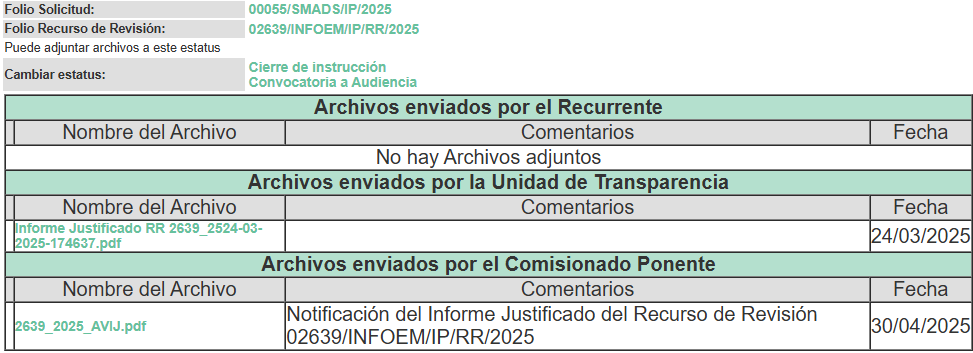 Folio Solicitud: 00055/SMADS/IP/2025
Folio Recurso de Revisión: 02639/INFOEM/IP/RR/2025
Puede adjuntar archivos a este estatus
Cambiar estatus: Cierre de instrucción
Convocatoria a Audiencia
Archivos enviados por el Recurrente
Nombre del Archivo Comentarios Fecha
No hay Archivos adjuntos
Archivos enviados por la Unidad de Transparencia
Nombre del Archivo Comentarios Fecha
Informe Justificado RR 2639_2524-03-
2025-174637.pdf 24/03/2025
Archivos enviados por el Comisionado Ponente
Nombre del Archivo Comentarios Fecha
2639_2025_AVIJ.pdf Notificación del Informe Justificado del Recurso de Revisión
02639/INFOEM/IP/RR/2025 30/04/2025